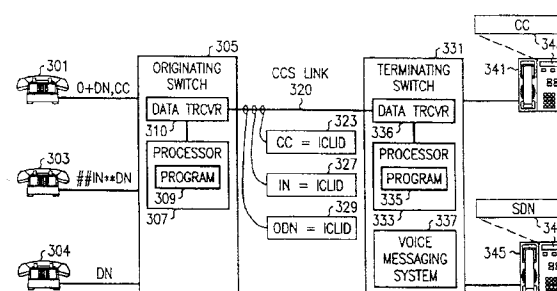 CC
305
331
34
301
ORIGINATING
SWITCH
CCS LINK
320
TERMINATING
SWITCH
341
0+DN,CC
DATA TRCVR
310
323
CC = ICLID
DATA TRCVR
336
303
PROCESSOR
PROGRAM
309
307
327
IN = ICLID
PROCESSOR
PROGRAM
335
333
##IN**DN
329
ODN = ICLID
337
SDN
304
DN
VOICE
MESSAGING
SYSTEM
345
34